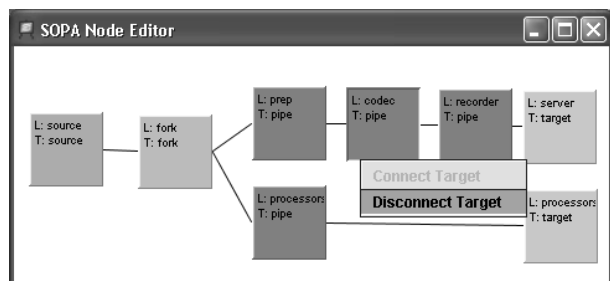 SOPA Node Editor
L: source
T: source
L: fork
T: fork
L: prep
T: pipe
L: codec
T: pipe
L: recorder
T: pipe
L: server
T: target
Connect Target
Disconnect Target
L: processors
T: pipe
L: processors
T: target